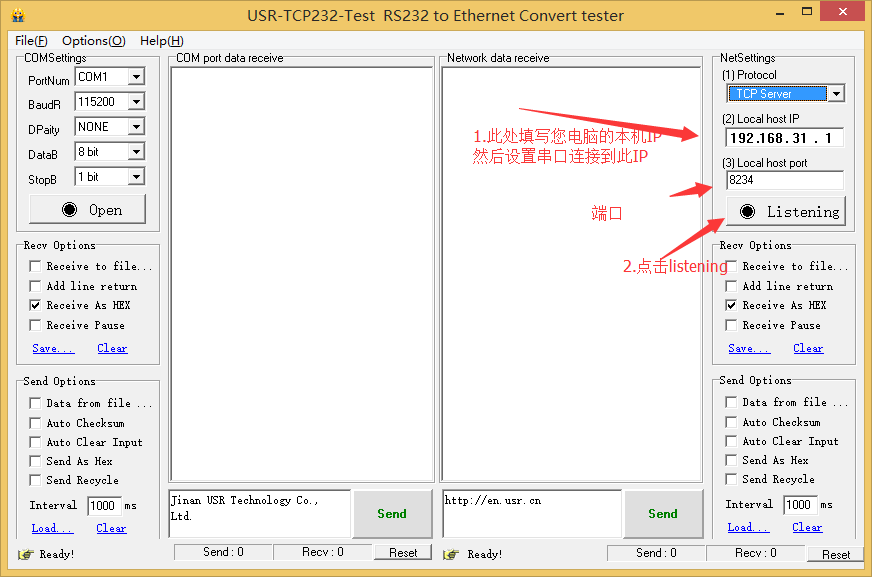 USR-TCP232-Test RS232 to Ethernet Convert tester
File(F) Options(O) Help(H)
COMSettings
PortNum COM1
BaudR 115200
DPaity NONE
DataB 8 bit
StopB 1 bit
Open
Recv Options
Receive to file...
Add line return
Receive As HEX
Receive Pause
Save... Clear
Send Options
Data from file ...
Auto Checksum
Auto Clear Input
Send As Hex
Send Recycle
Interval 1000 ms
Load... Clear
Ready!
COM port data receive
Jinan USR Technology Co.,
Ltd.
Send
Send : 0 Recv : 0 Reset
Network data receive
1.此处填写您电脑的本机IP
然后设置串口连接到此IP
端口
2.点击listening
http://en.usr.cn
Send
Ready!
Send : 0 Recv : 0 Reset
NetSettings
(1) Protocol
TCP Server
(2) Local host IP
192.168.31 . 1
(3) Local host port
8234
Listening
Recv Options
Receive to file...
Add line return
Receive As HEX
Receive Pause
Save... Clear
Send Options
Data from file ...
Auto Checksum
Auto Clear Input
Send As Hex
Send Recycle
Interval 1000 ms
Load... Clear